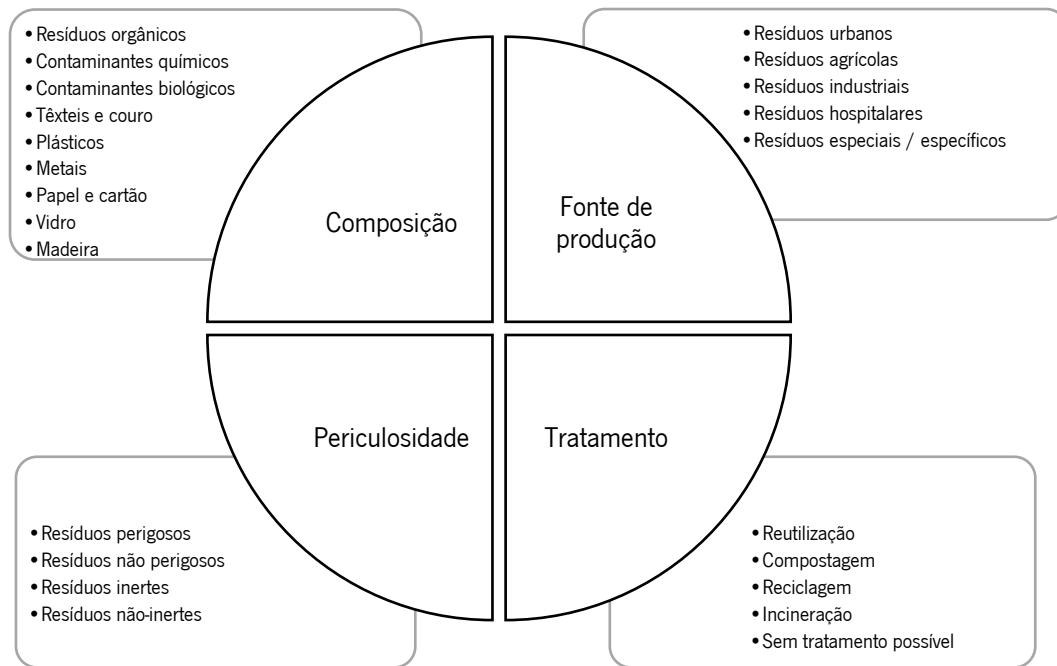 • Resíduos orgânicos
• Contaminantes químicos
• Contaminantes biológicos
• Têxteis e couro
• Plásticos
• Metais
• Papel e cartão
• Vidro
• Madeira
• Resíduos urbanos
• Resíduos agrícolas
• Resíduos industriais
• Resíduos hospitalares
• Resíduos especiais / específicos
Composição
Fonte de
produção
Periculosidade
Tratamento
• Resíduos perigosos
• Resíduos não perigosos
• Resíduos inertes
• Resíduos não-inertes
• Reutilização
• Compostagem
• Reciclagem
• Incineração
• Sem tratamento possível